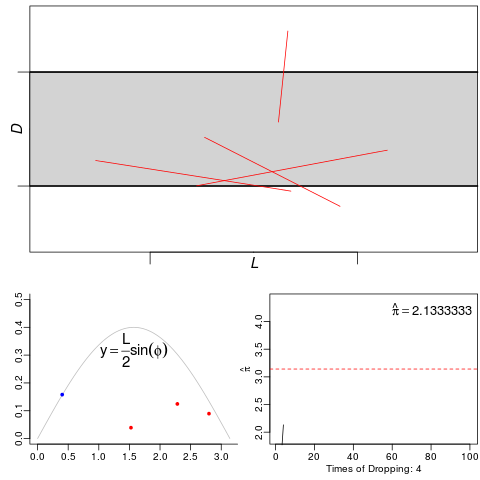 D
L
0.0 0.1 0.2 0.3 0.4 0.5
y = L/2 sin(ϕ)
0.0 0.5 1.0 1.5 2.0 2.5 3.0
π̂ = 2.1333333
π̂
2.0 2.5 3.0 3.5 4.0
0 20 40 60 80 100
Times of Dropping: 4